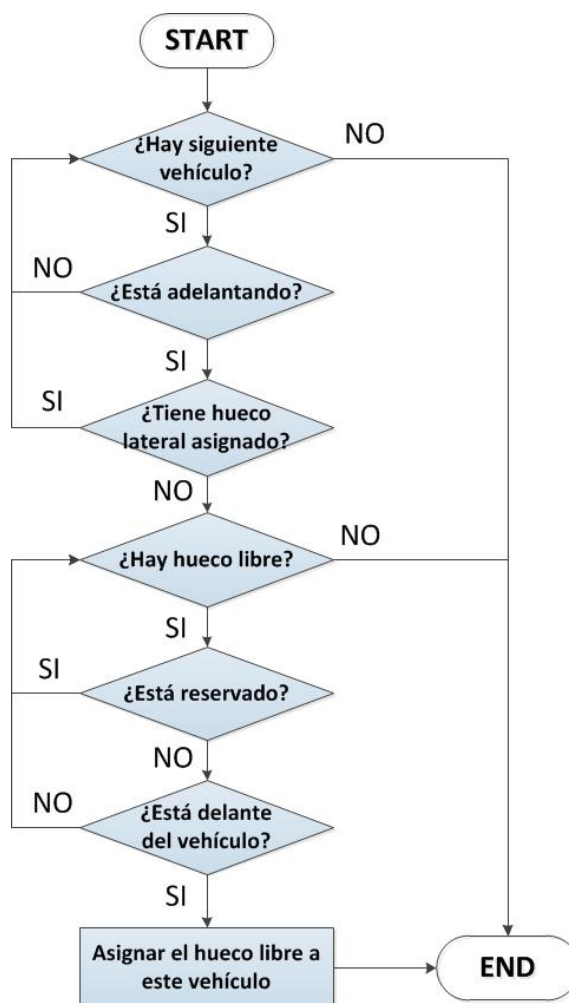 START
¿Hay siguiente
vehículo?
NO
SI
NO
¿Está adelantando?
SI
SI
¿Tiene hueco
lateral asignado?
NO
¿Hay hueco libre?
NO
SI
SI
¿Está reservado?
NO
NO
¿Está delante
del vehículo?
SI
Asignar el hueco libre a
este vehículo
END